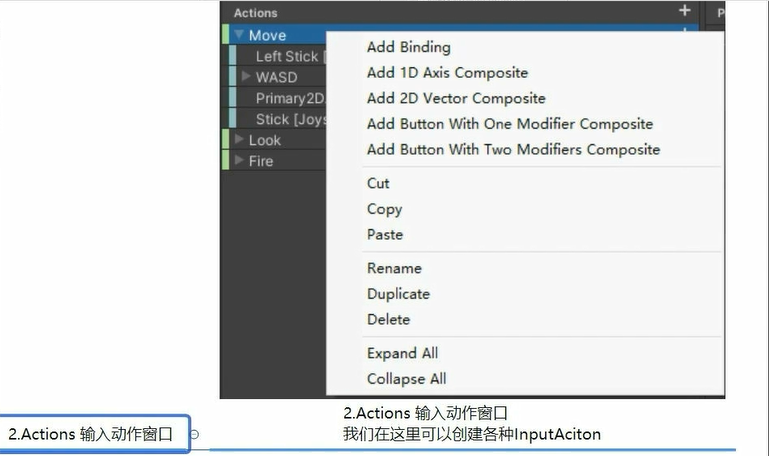 Actions
P
Move
Left Stick [
WASD
Primary2D
Stick [Joys
Look
Fire
Add Binding
Add 1D Axis Composite
Add 2D Vector Composite
Add Button With One Modifier Composite
Add Button With Two Modifiers Composite
Cut
Copy
Paste
Rename
Duplicate
Delete
Expand All
Collapse All
2.Actions 输入动作窗口
2.Actions 输入动作窗口
我们在这里可以创建各种InputAciton